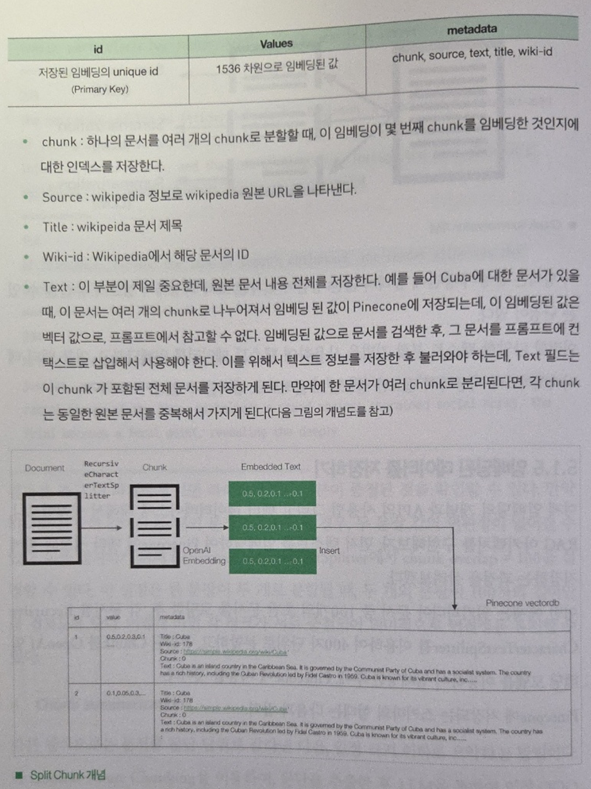 id Values metadata
저장된 임베딩의 unique id 1536 차원으로 임베딩된 값 chunk, source, text, title, wiki-id
(Primary Key)
• chunk : 하나의 문서를 여러 개의 chunk로 분할할 때, 이 임베딩이 몇 번째 chunk를 임베딩한 것인지에
대한 인덱스를 저장한다.
• Source : wikipedia 정보로 wikipedia 원본 URL을 나타낸다.
• Title : wikipeida 문서 제목
• Wiki-id : Wikipedia에서 해당 문서의 ID
• Text : 이 부분이 제일 중요한데, 원본 문서 내용 전체를 저장한다. 예를 들어 Cuba에 대한 문서가 있을
때, 이 문서는 여러 개의 chunk로 나누어져서 임베딩 된 값이 Pinecone에 저장되는데, 이 임베딩된 값은
벡터 값으로, 프롬프트에서 참고할 수 없다. 임베딩된 값으로 문서를 검색한 후, 그 문서를 프롬프트에 컨
택스트로 삽입해서 사용해야 한다. 이를 위해서 텍스트 정보를 저장한 후 불러와야 하는데, Text 필드는
이 chunk 가 포함된 전체 문서를 저장하게 된다. 만약에 한 문서가 여러 chunk로 분리된다면, 각 chunk
는 동일한 원본 문서를 중복해서 가지게 된다(다음 그림의 개념도를 참고)
Document
Recursiv
eCharact
erTextSp
litter
Chunk
Embedded Text
0.5, 0.2,0.1 ...,0.1
0.5, 0.2,0.1 ...,0.1
0.5, 0.2,0.1 ...,0.1
OpenAI
Embedding
Insert
Pinecone vectordb
id value metadata
1 0.5,0.2,0.3,0.1 Title : Cuba
Wiki-id: 178
Source : https://simple.wikipedia.org/wiki/Cuba/
Chunk : 0
Text : Cuba is an island country in the Caribbean Sea. It is governed by the Communist Party of Cuba and has a socialist system. The country
has a rich history, including the Cuban Revolution led by Fidel Castro in 1959. Cuba is known for its vibrant culture, inc......
2 0.1,0.05,0.3,... Title : Cuba
Wiki-id: 178
Source : https://simple.wikipedia.org/wiki/Cuba/
Chunk : 0
Text : Cuba is an island country in the Caribbean Sea. It is governed by the Communist Party of Cuba and has a socialist system. The country has
a rich history, including the Cuban Revolution led by Fidel Castro in 1959. Cuba is known for its vibrant culture, inc......
■ Split Chunk 개념